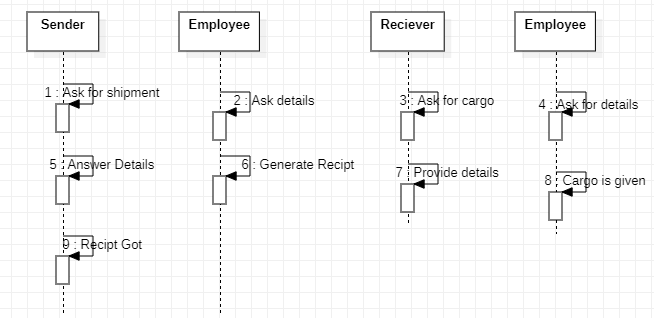 Sender
Employee
Reciever
Employee
1 : Ask for shipment
2 : Ask details
3 : Ask for cargo
4 : Ask for details
5 : Answer Details
6 : Generate Recipt
7 : Provide details
8 : Cargo is given
9 : Recipt Got